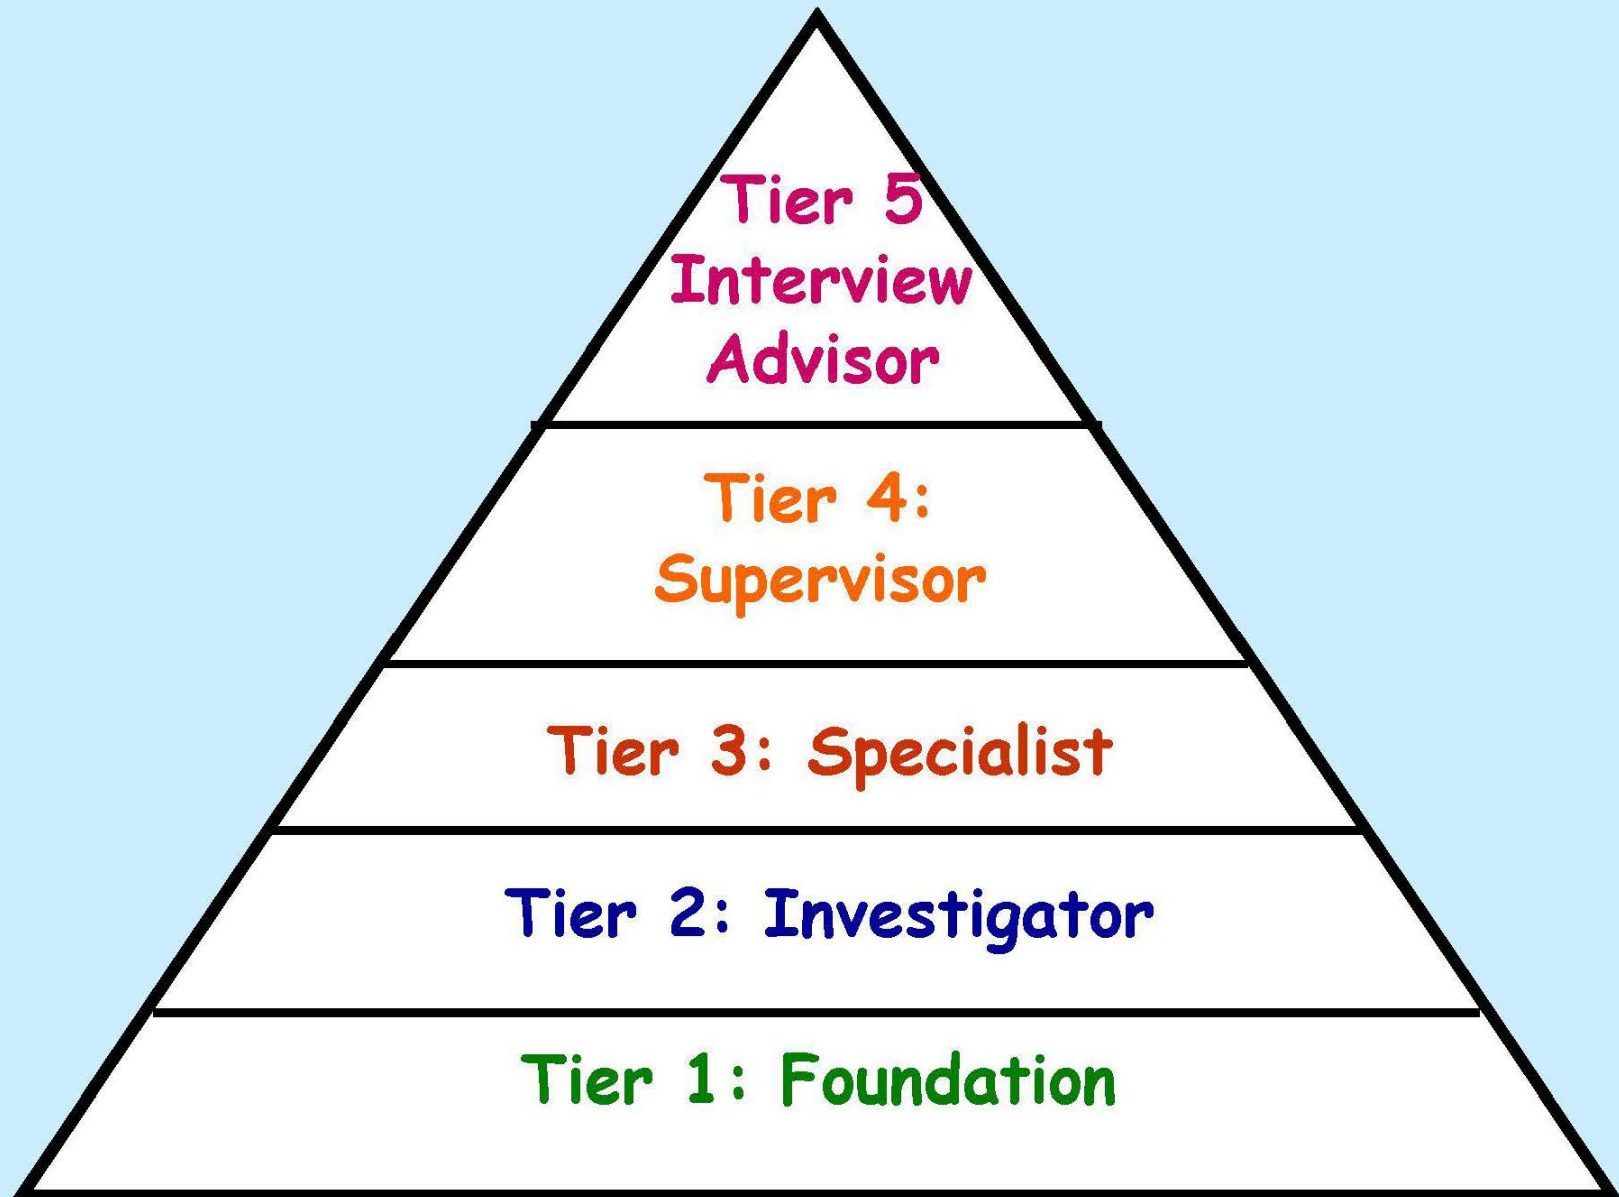 Tier 5
Interview
Advisor
Tier 4:
Supervisor
Tier 3: Specialist
Tier 2: Investigator
Tier 1: Foundation